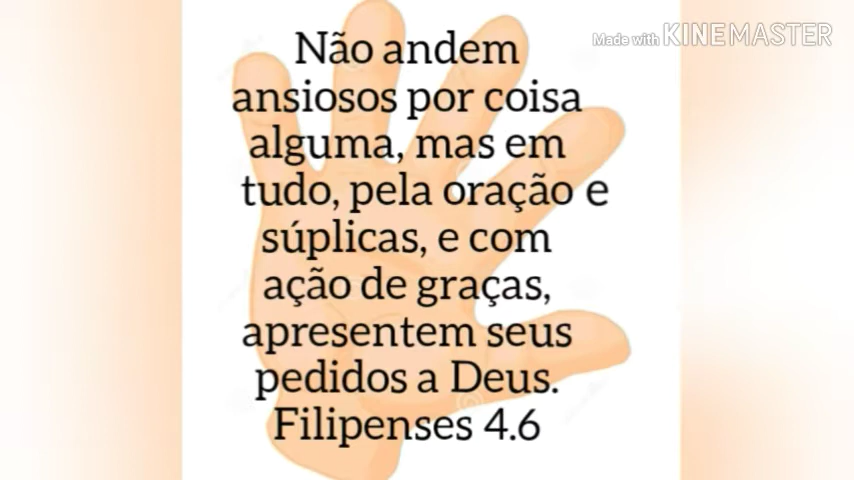 Made with KINEMASTER
Não andem
ansiosos por coisa
alguma, mas em
tudo, pela oração e
súplicas, e com
ação de graças,
apresentem seus
pedidos a Deus.
Filipenses 4.6